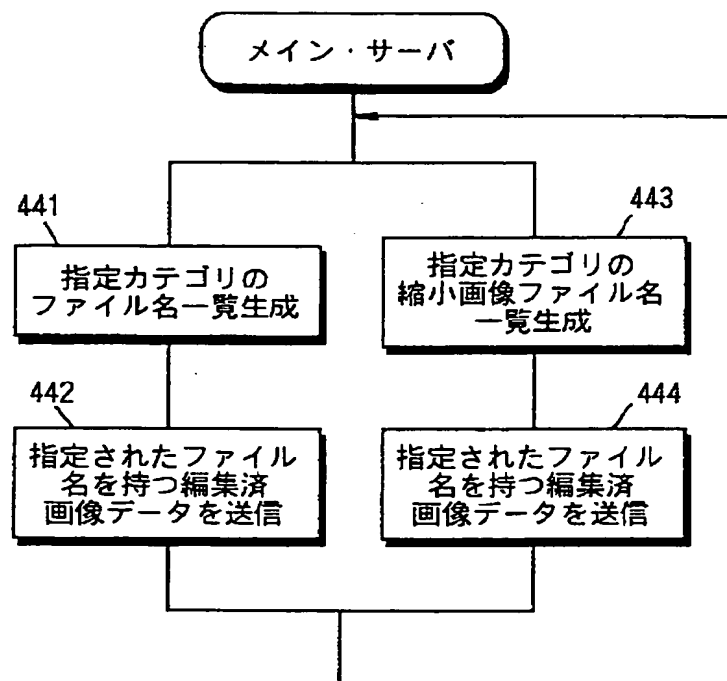 メイン・サーバ
441
指定カテゴリの
ファイル名一覧生成
443
指定カテゴリの
縮小画像ファイル名
一覧生成
442
指定されたファイル
名を持つ編集済
画像データを送信
444
指定されたファイル
名を持つ編集済
画像データを送信